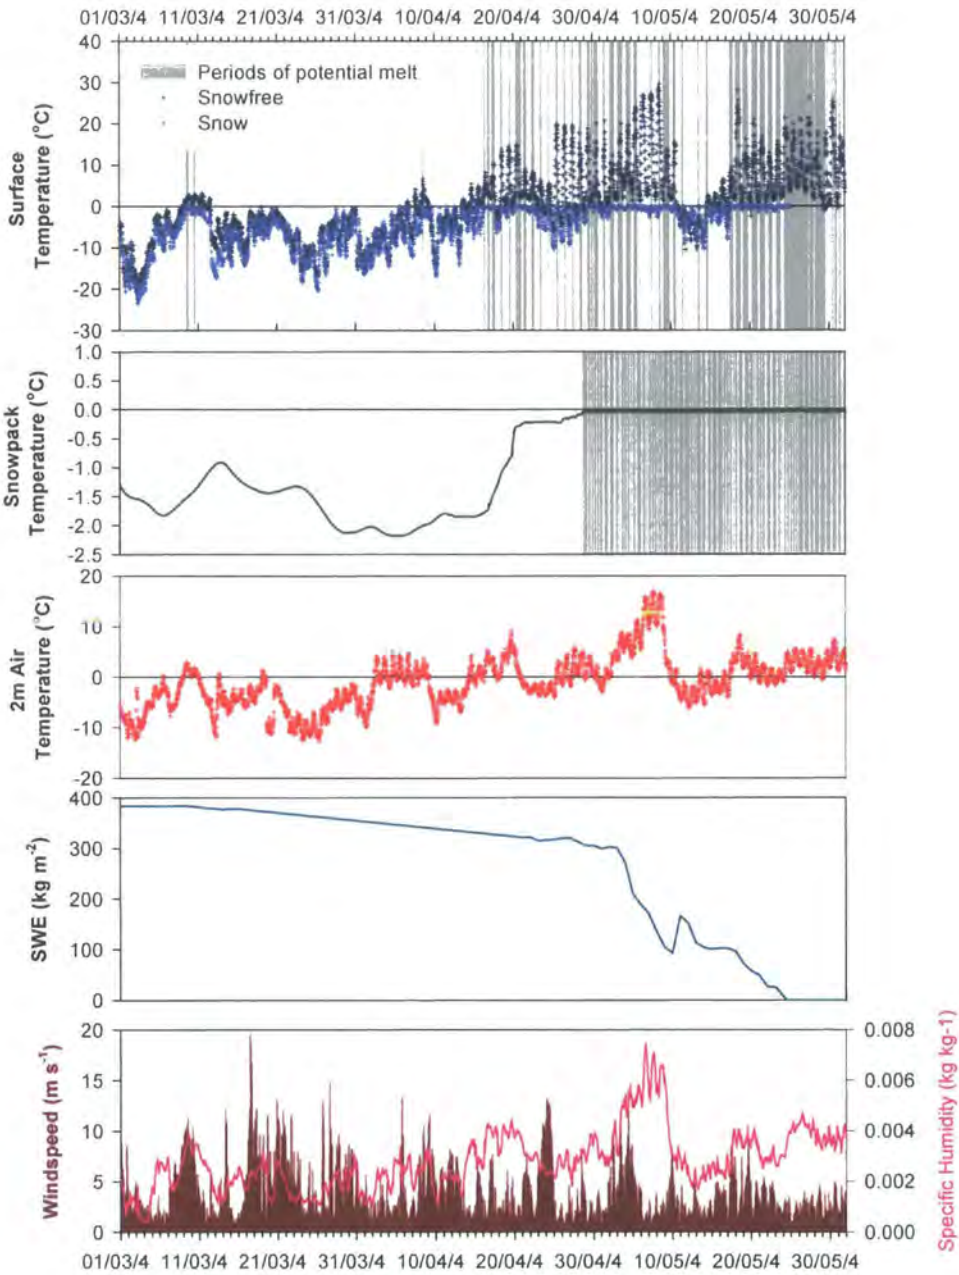 01/03/4 11/03/4 21/03/4 31/03/4 10/04/4 20/04/4 30/04/4 10/05/4 20/05/4 30/05/4
40
30
20
10
0
-10
-20
-30
Surface
Temperature (°C)
Periods of potential melt
Snowfree
Snow
1.0
0.5
0.0
-0.5
-1.0
-1.5
-2.0
-2.5
Snowpack
Temperature (°C)
20
10
0
-10
-20
2m Air
Temperature (°C)
400
300
200
100
0
SWE (kg m⁻²)
20
15
10
5
0
Windspeed (m s⁻¹)
0.008
0.006
0.004
0.002
0.000
Specific Humidity (kg kg-1)
01/03/4 11/03/4 21/03/4 31/03/4 10/04/4 20/04/4 30/04/4 10/05/4 20/05/4 30/05/4